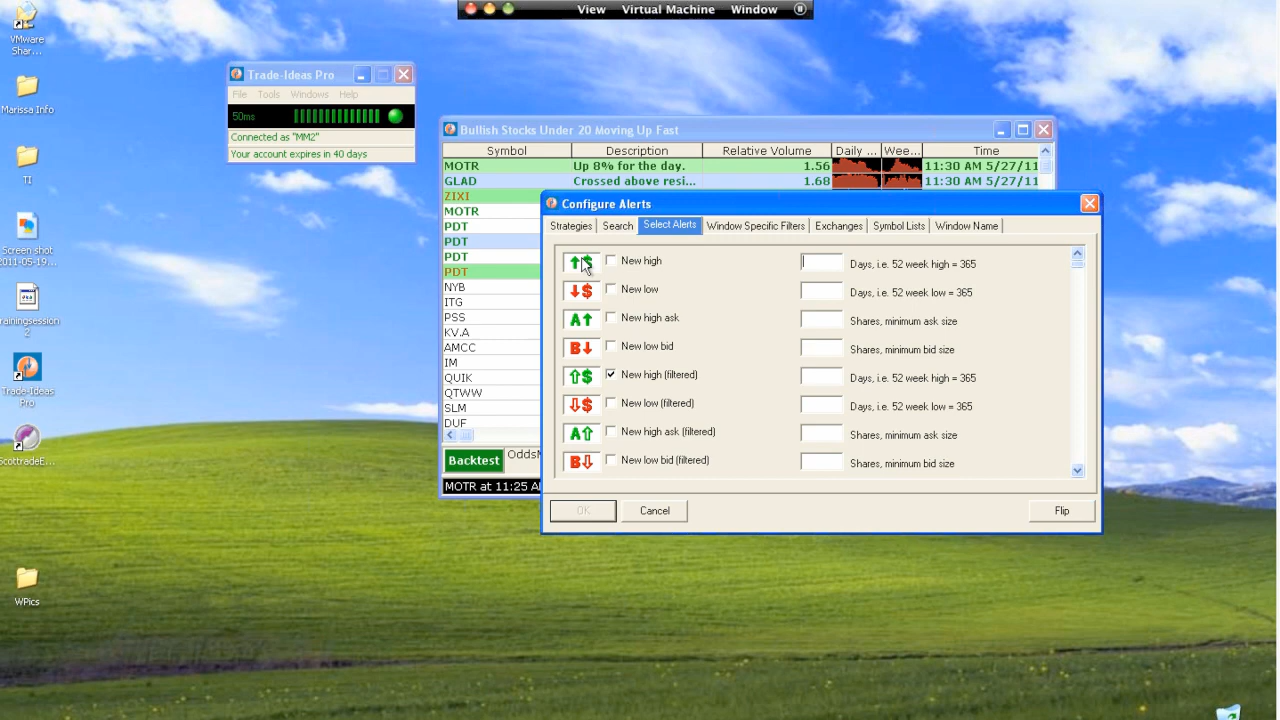 View Virtual Machine Window
VMware
Shar...
Marissa Info
TI
Screen shot
2011-05-19...
rainingsession
2
Trade-Ideas
Pro
ScottradeE...
WPics
Trade-Ideas Pro
File Tools Windows Help
50ms
Connected as "MM2"
Your account expires in 40 days
Bullish Stocks Under 20 Moving Up Fast
Symbol Description Relative Volume Daily ... Wee... Time
MOTR Up 8% for the day. 1.56 11:30 AM 5/27/11
GLAD Crossed above resi... 1.68 11:30 AM 5/27/11
ZIXI
MOTR
PDT
PDT
PDT
PDT
NYB
ITG
PSS
KV.A
AMCC
IM
QUIK
QTWW
SLM
DUF
Backtest Odds
MOTR at 11:25 A
Configure Alerts
Strategies Search Select Alerts Window Specific Filters Exchanges Symbol Lists Window Name
$ New high Days, i.e. 52 week high = 365
$ New low Days, i.e. 52 week low = 365
A New high ask Shares, minimum ask size
B New low bid Shares, minimum bid size
$ New high (filtered) Days, i.e. 52 week high = 365
$ New low (filtered) Days, i.e. 52 week low = 365
A New high ask (filtered) Shares, minimum ask size
B New low bid (filtered) Shares, minimum bid size
OK Cancel Flip